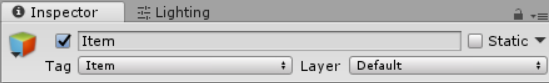 Inspector Lighting
Item Static
Tag Item Layer Default